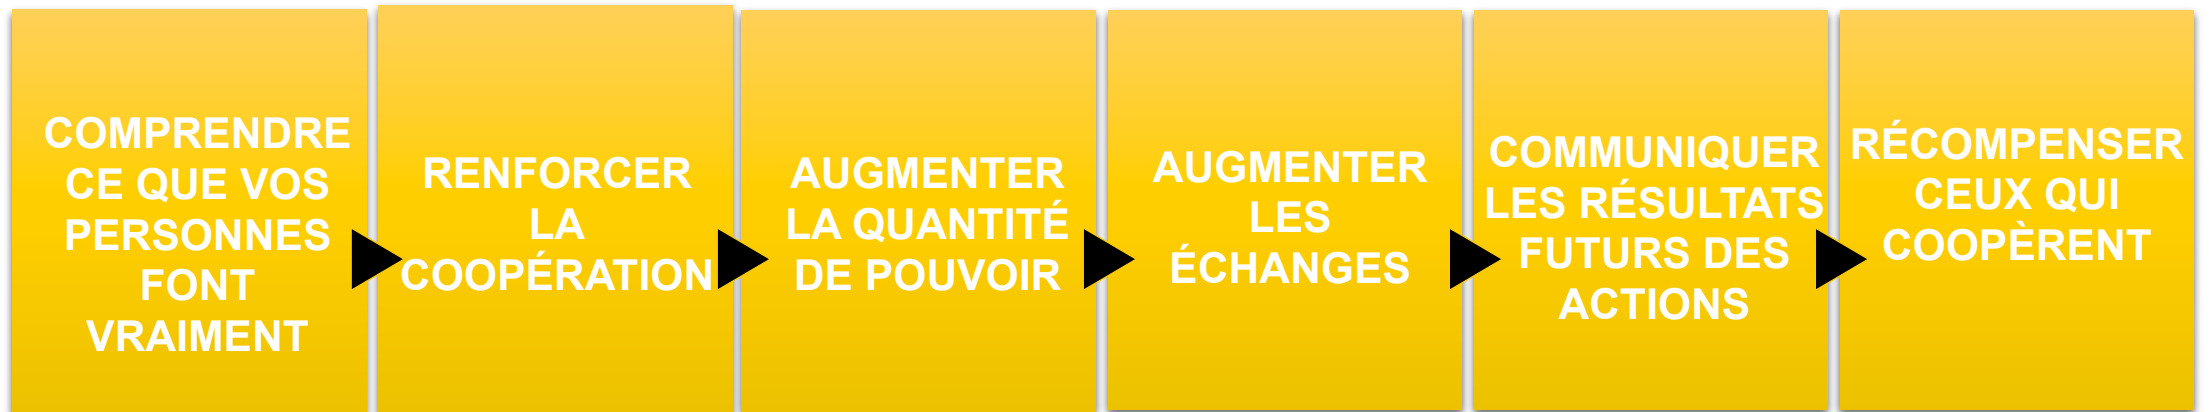 COMPRENDRE
CE QUE VOS
PERSONNES
FONT
VRAIMENT
RENFORCER
LA
COOPÉRATION
AUGMENTER
LA QUANTITÉ
DE POUVOIR
AUGMENTER
LES
ÉCHANGES
COMMUNIQUER
LES RÉSULTATS
FUTURS DES
ACTIONS
RÉCOMPENSER
CEUX QUI
COOPÈRENT